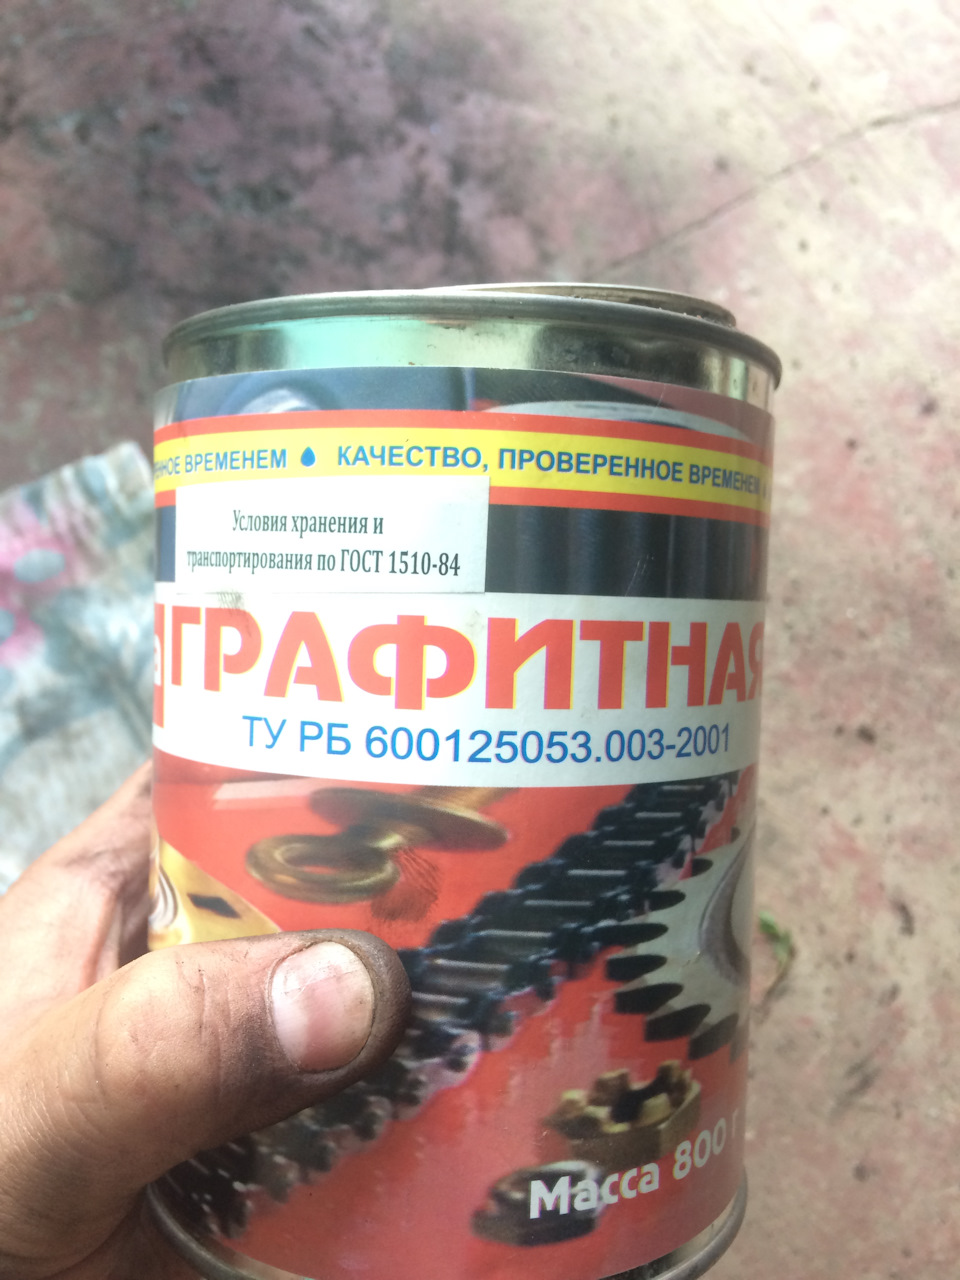 ВРЕМЕНЕМ КАЧЕСТВО, ПРОВЕРЕННОЕ ВРЕМЕНЕМ
Условия хранения и
транспортирования по ГОСТ 1510-84
ГРАФИТНАЯ
ТУ РБ 600125053.003-2001
Масса 800 г